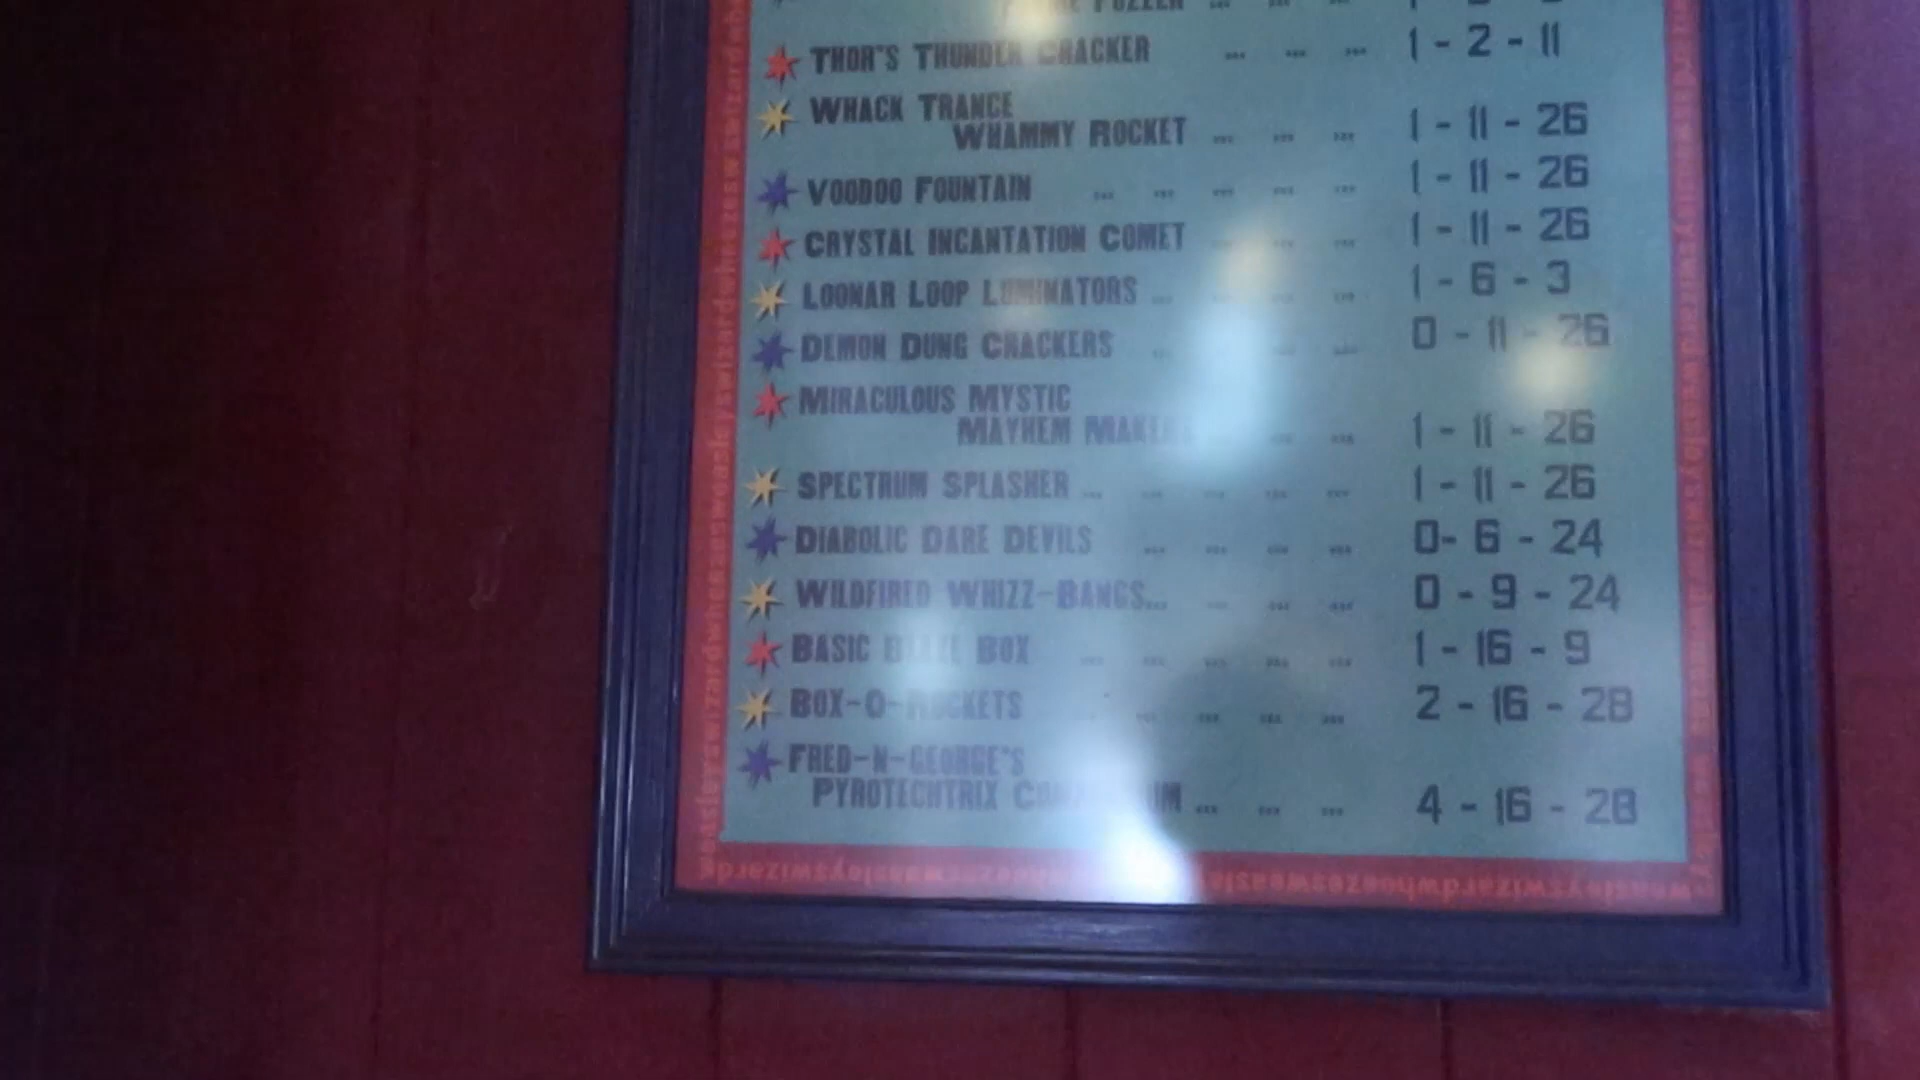 THOR'S THUNDER CRACKER ... ... ... 1 - 2 - 11
WHACK TRANCE
WHAMMY ROCKET ... ... ... 1 - 11 - 26
VOODOO FOUNTAIN ... ... ... ... ... 1 - 11 - 26
CRYSTAL INCANTATION COMET ... ... ... 1 - 11 - 26
LOONAR LOOP LUMINATORS ... ... ... ... 1 - 6 - 3
DEMON DUNG CRACKERS ... ... ... ... 0 - 11 - 26
MIRACULOUS MYSTIC
MAYHEM MAKERS ... ... 1 - 11 - 26
SPECTRUM SPLASHER ... ... ... ... ... 1 - 11 - 26
DIABOLIC DARE DEVILS ... ... ... ... 0- 6 - 24
WILDFIRED WHIZZ-BANGS... ... ... ... 0 - 9 - 24
BASIC BOX ... ... ... ... ... 1 - 16 - 9
BOX-O-ROCKETS ... ... ... ... ... 2 - 16 - 28
FRED-N-GEORGE'S
PYROTECHTRIX ... ... ... 4 - 16 - 28